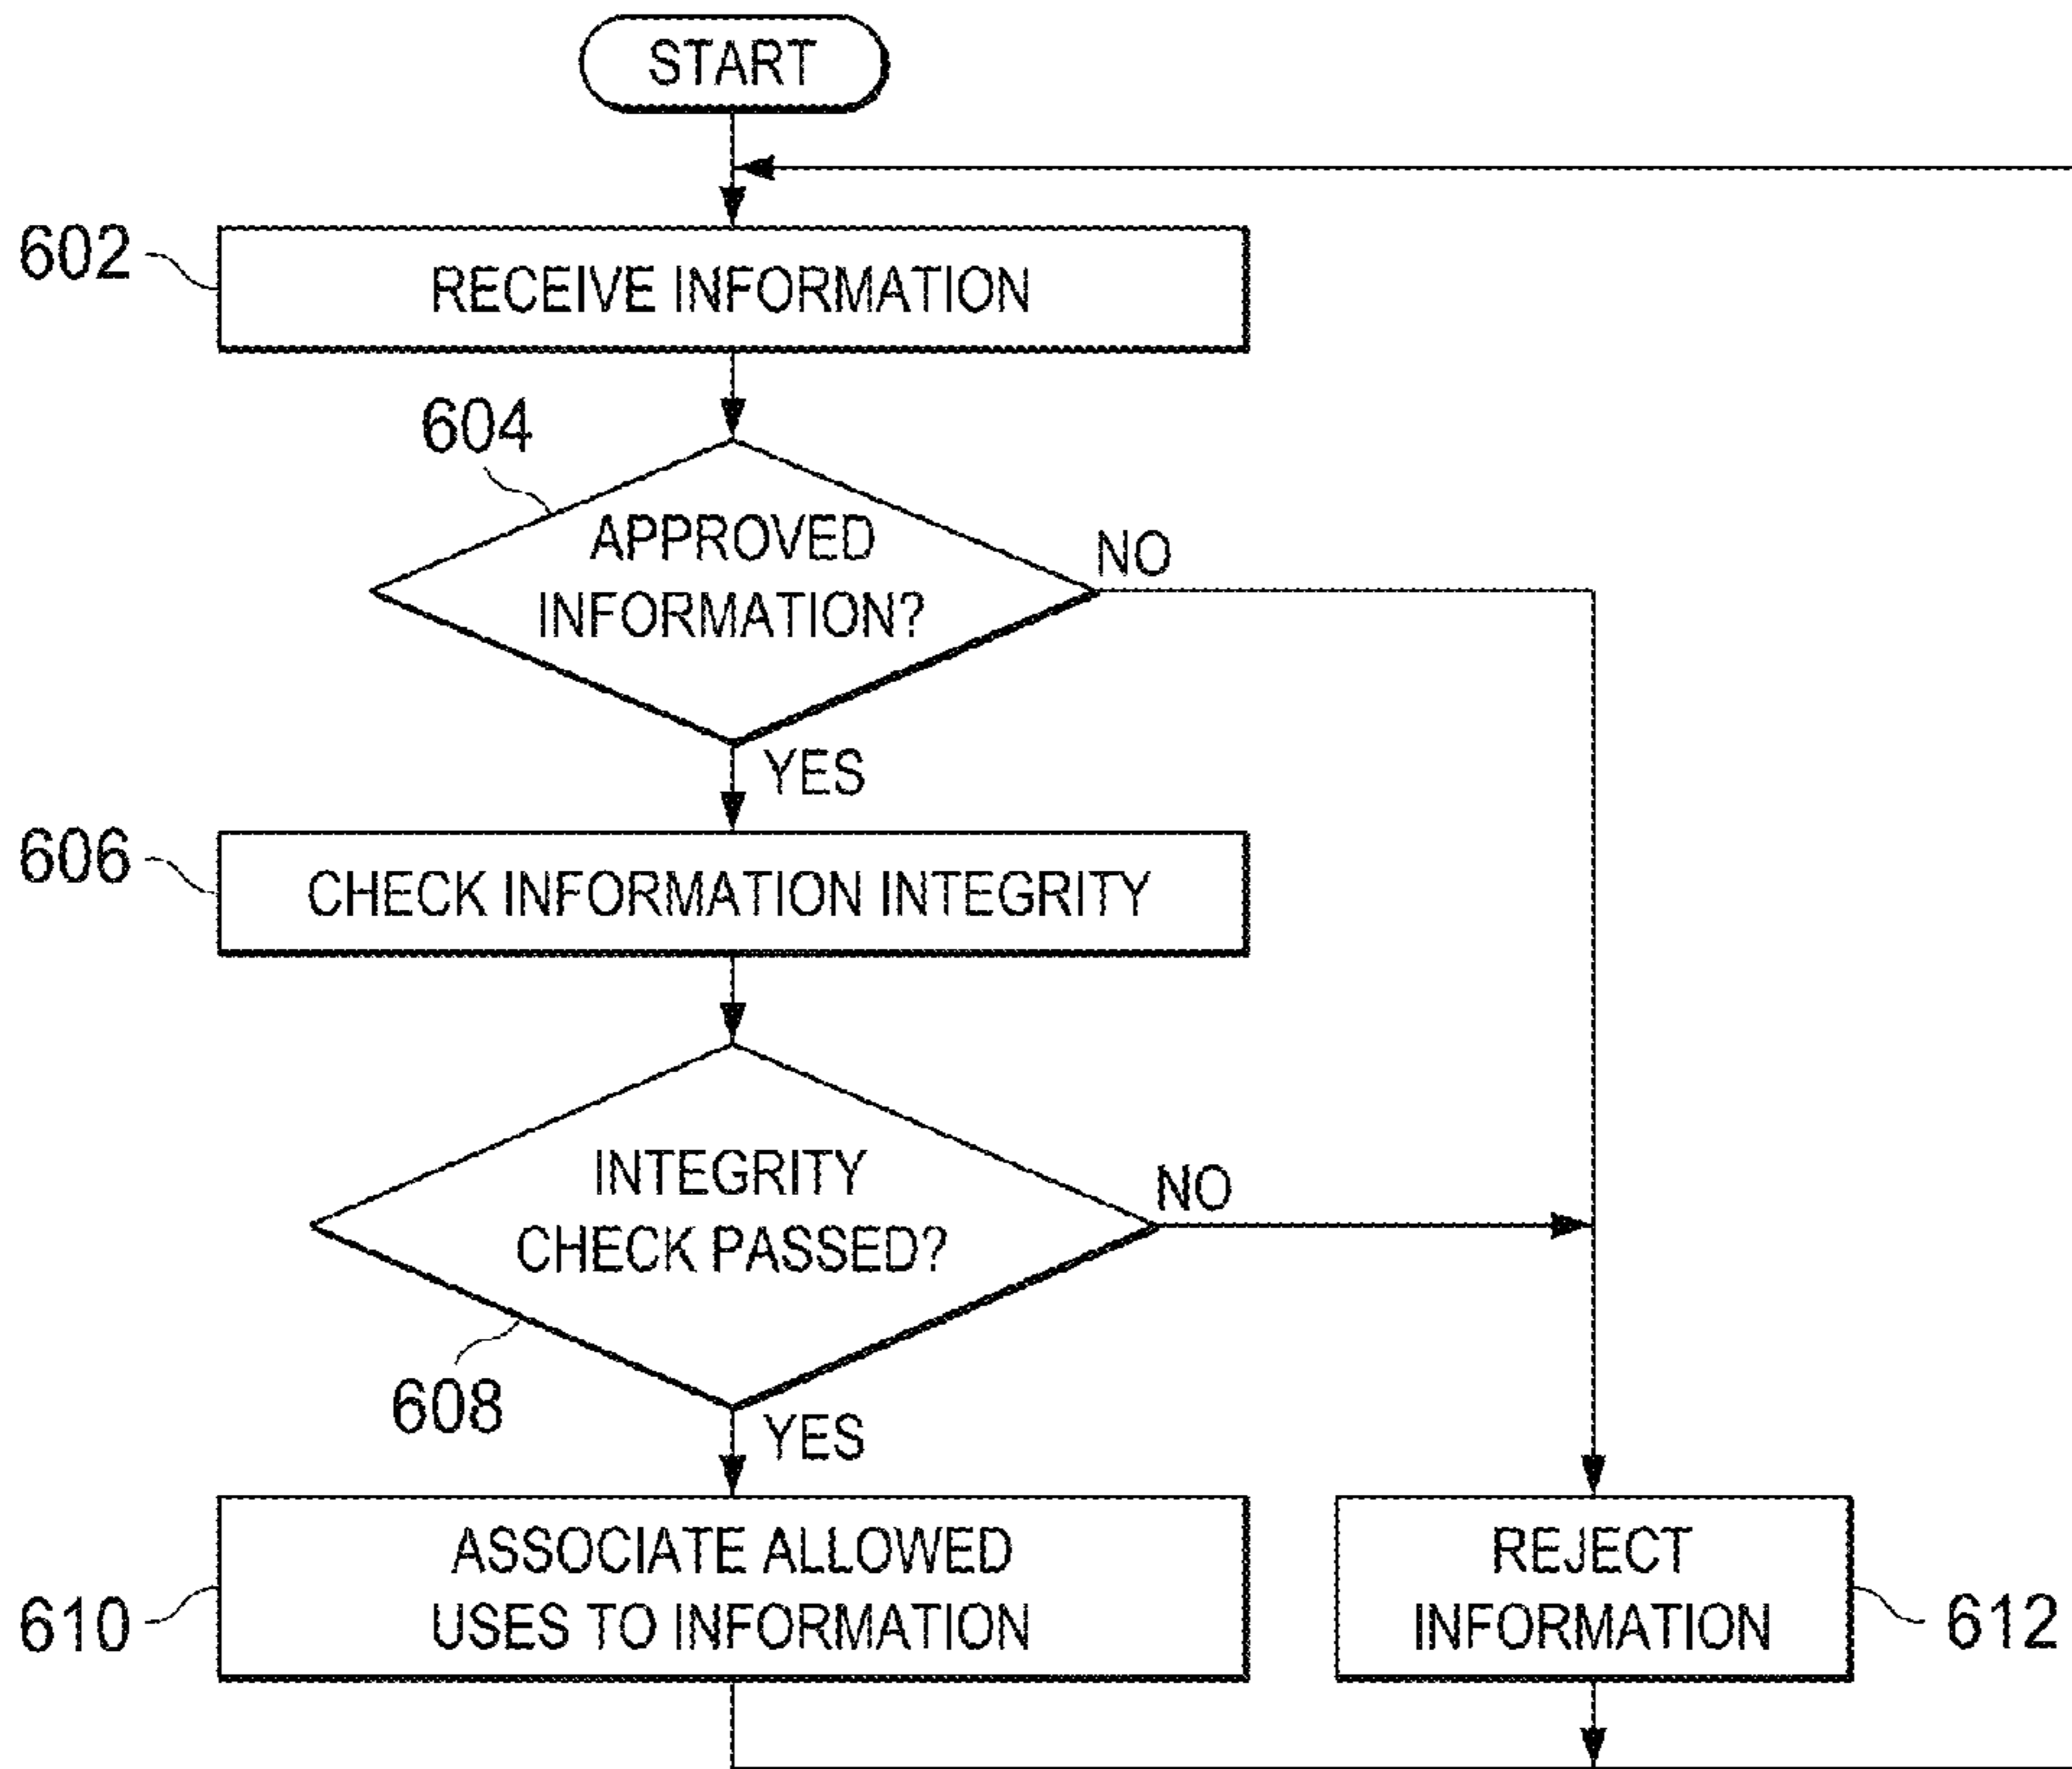 START
602
RECEIVE INFORMATION
604
APPROVED
INFORMATION?
NO
YES
606
CHECK INFORMATION INTEGRITY
INTEGRITY
CHECK PASSED?
NO
608
YES
ASSOCIATE ALLOWED
USES TO INFORMATION
610
REJECT
INFORMATION
612